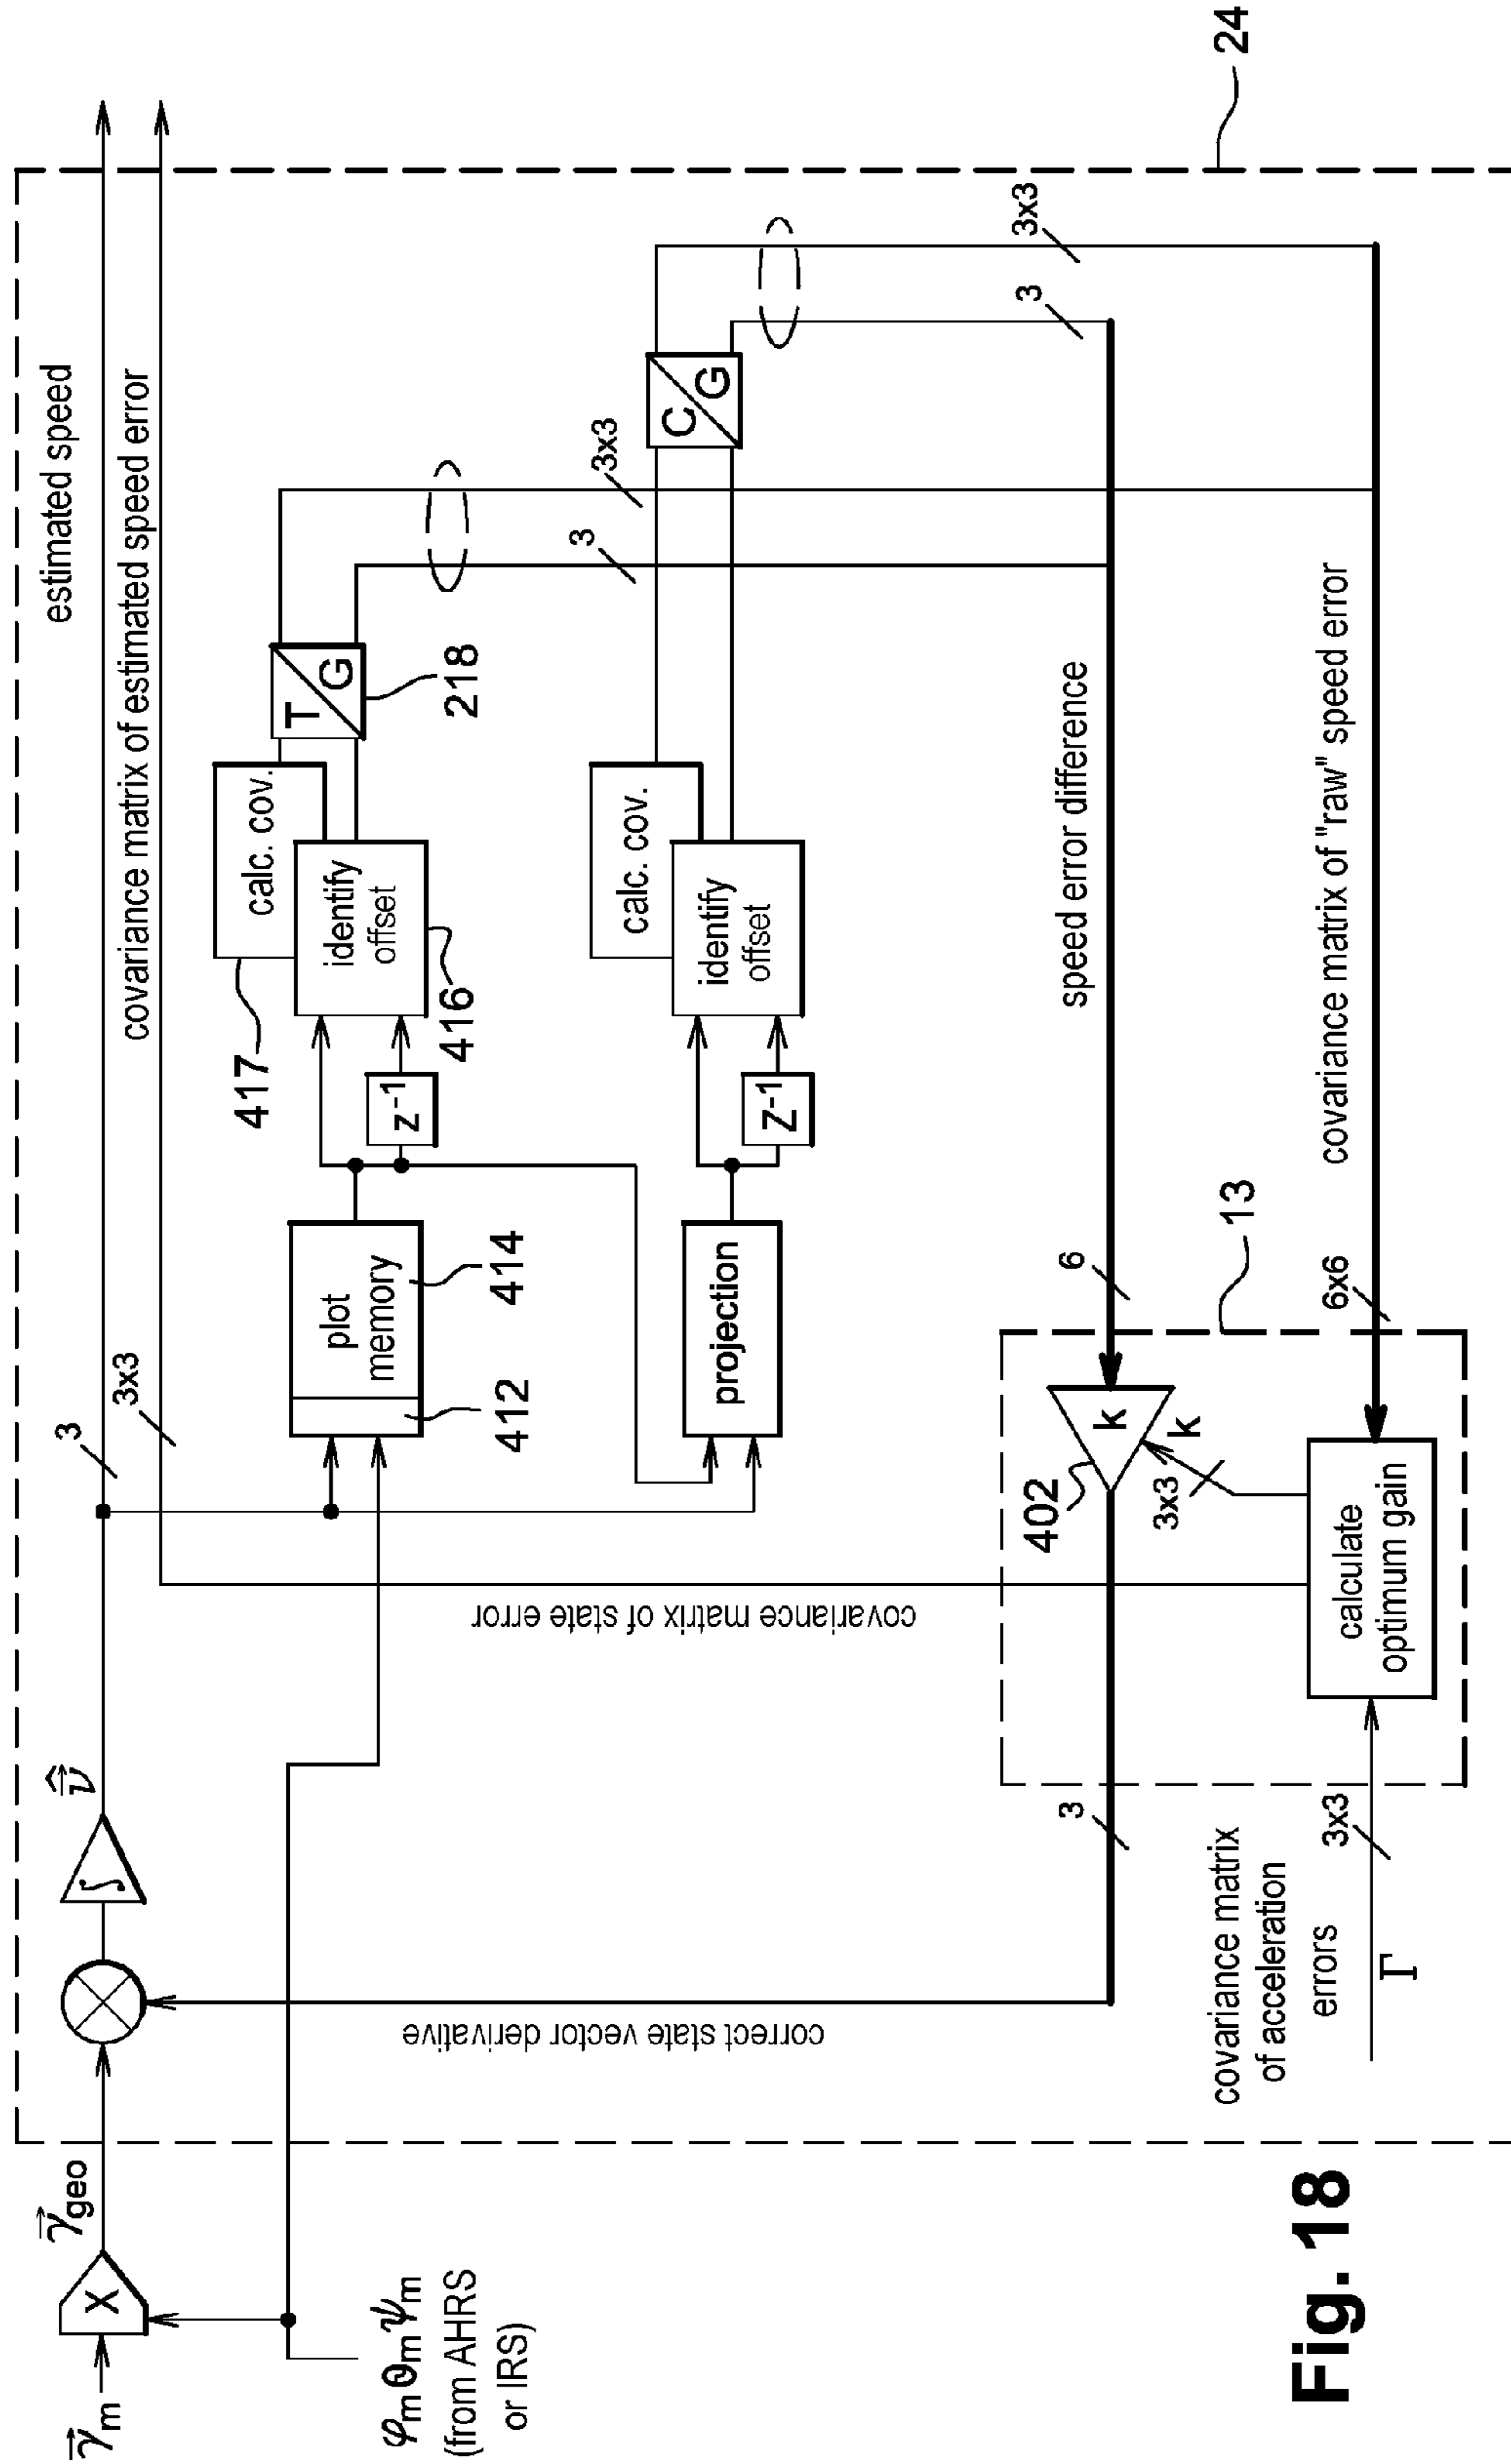 24
estimated speed
covariance matrix of estimated speed error
3
3x3
C
G
3x3
3
3x3
3
T
G
218
calc. cov.
identify
offset
417
416
z-1
calc. cov.
identify
offset
Z-1
plot
memory
414
412
projection
speed error difference
covariance matrix of "raw" speed error
6
6x6
13
k
402
k
3x3
calculate
optimum gain
covariance matrix of state error
3
3x3
covariance matrix
of acceleration
errors
Γ
correct state vector derivative
ν̂⃗
∫
γ⃗geo
X
γ⃗m
φm θm ψm
(from AHRS
or IRS)
Fig. 18